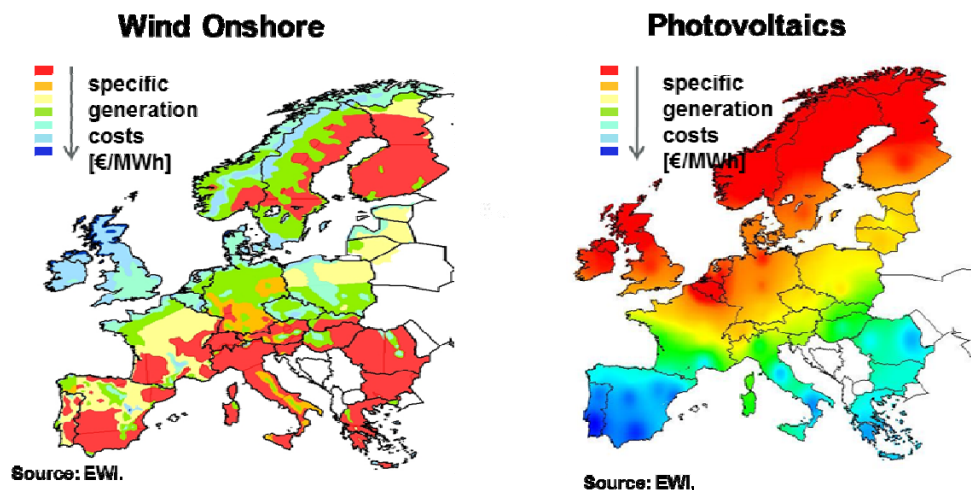 Wind Onshore
specific
generation
costs
[€/MWh]
Source: EWI.
Photovoltaics
specific
generation
costs
[€/MWh]
Source: EWI,